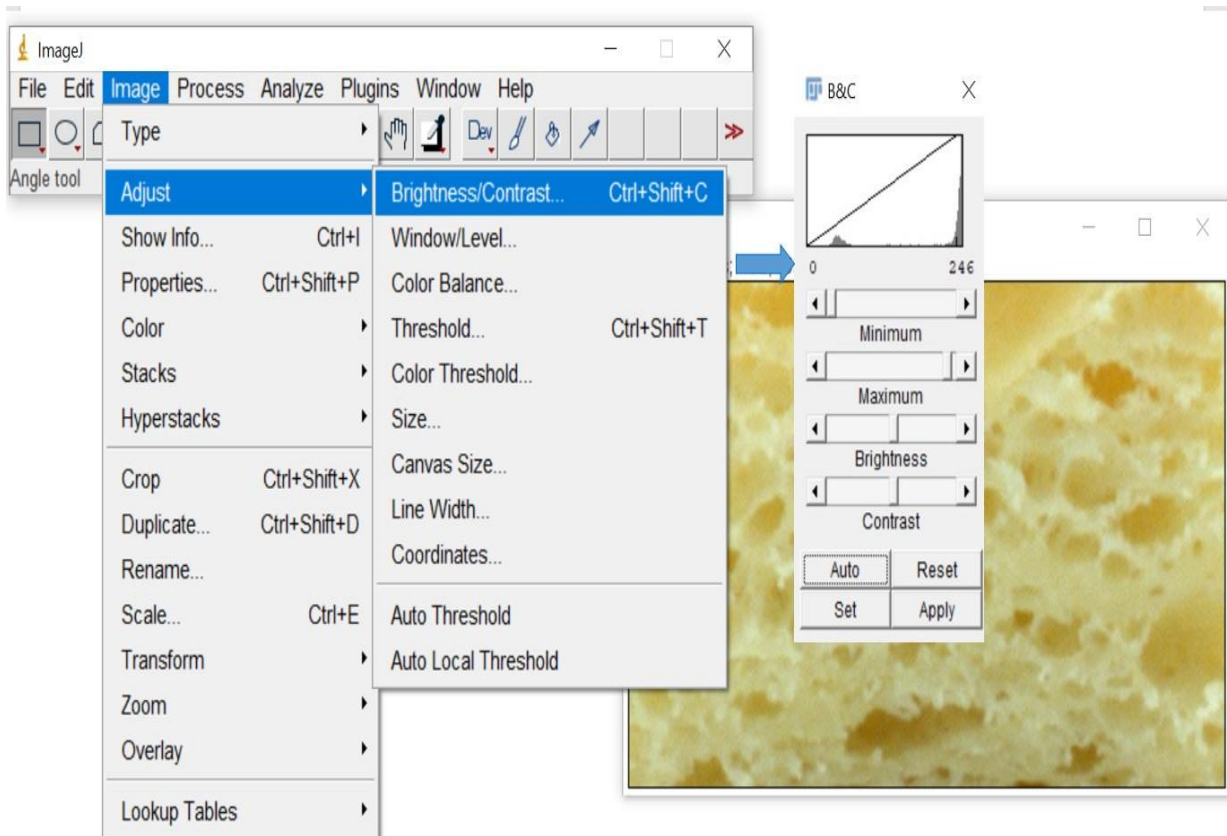 ImageJ
File Edit Image Process Analyze Plugins Window Help
Dev
Angle tool
Type
Adjust
Show Info... Ctrl+I
Properties... Ctrl+Shift+P
Color
Stacks
Hyperstacks
Crop Ctrl+Shift+X
Duplicate... Ctrl+Shift+D
Rename...
Scale... Ctrl+E
Transform
Zoom
Overlay
Lookup Tables
Brightness/Contrast... Ctrl+Shift+C
Window/Level...
Color Balance...
Threshold... Ctrl+Shift+T
Color Threshold...
Size...
Canvas Size...
Line Width...
Coordinates...
Auto Threshold
Auto Local Threshold
B&C
0 246
Minimum
Maximum
Brightness
Contrast
Auto Reset
Set Apply